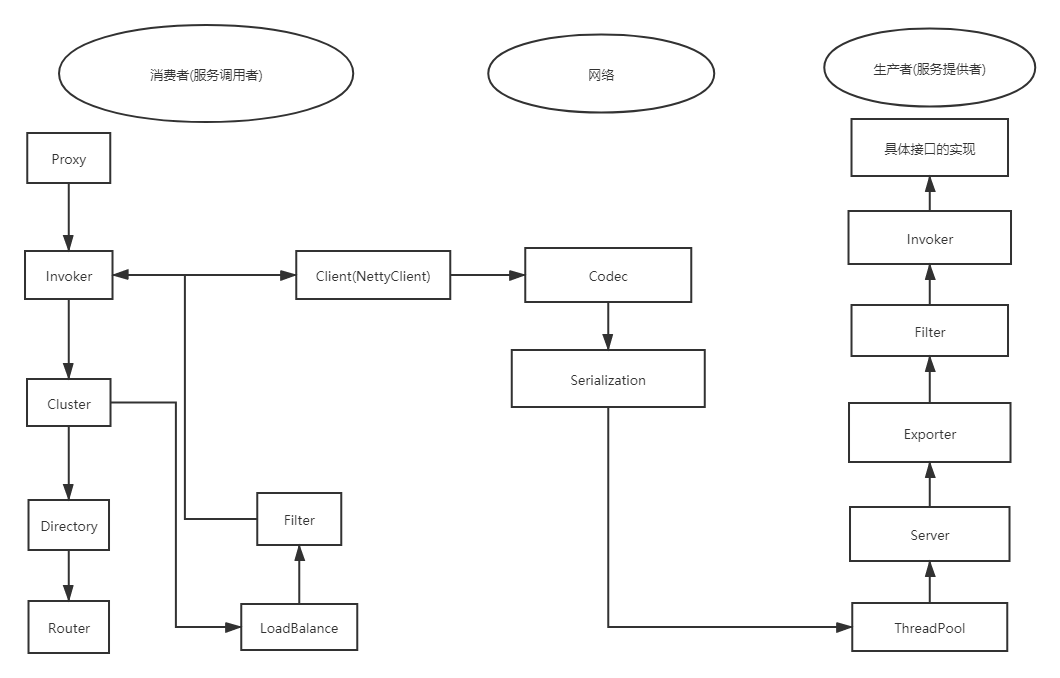 消费者(服务调用者)
网络
生产者(服务提供者)
Proxy
Invoker
Cluster
Directory
Router
LoadBalance
Filter
Client(NettyClient)
Codec
Serialization
具体接口的实现
Invoker
Filter
Exporter
Server
ThreadPool